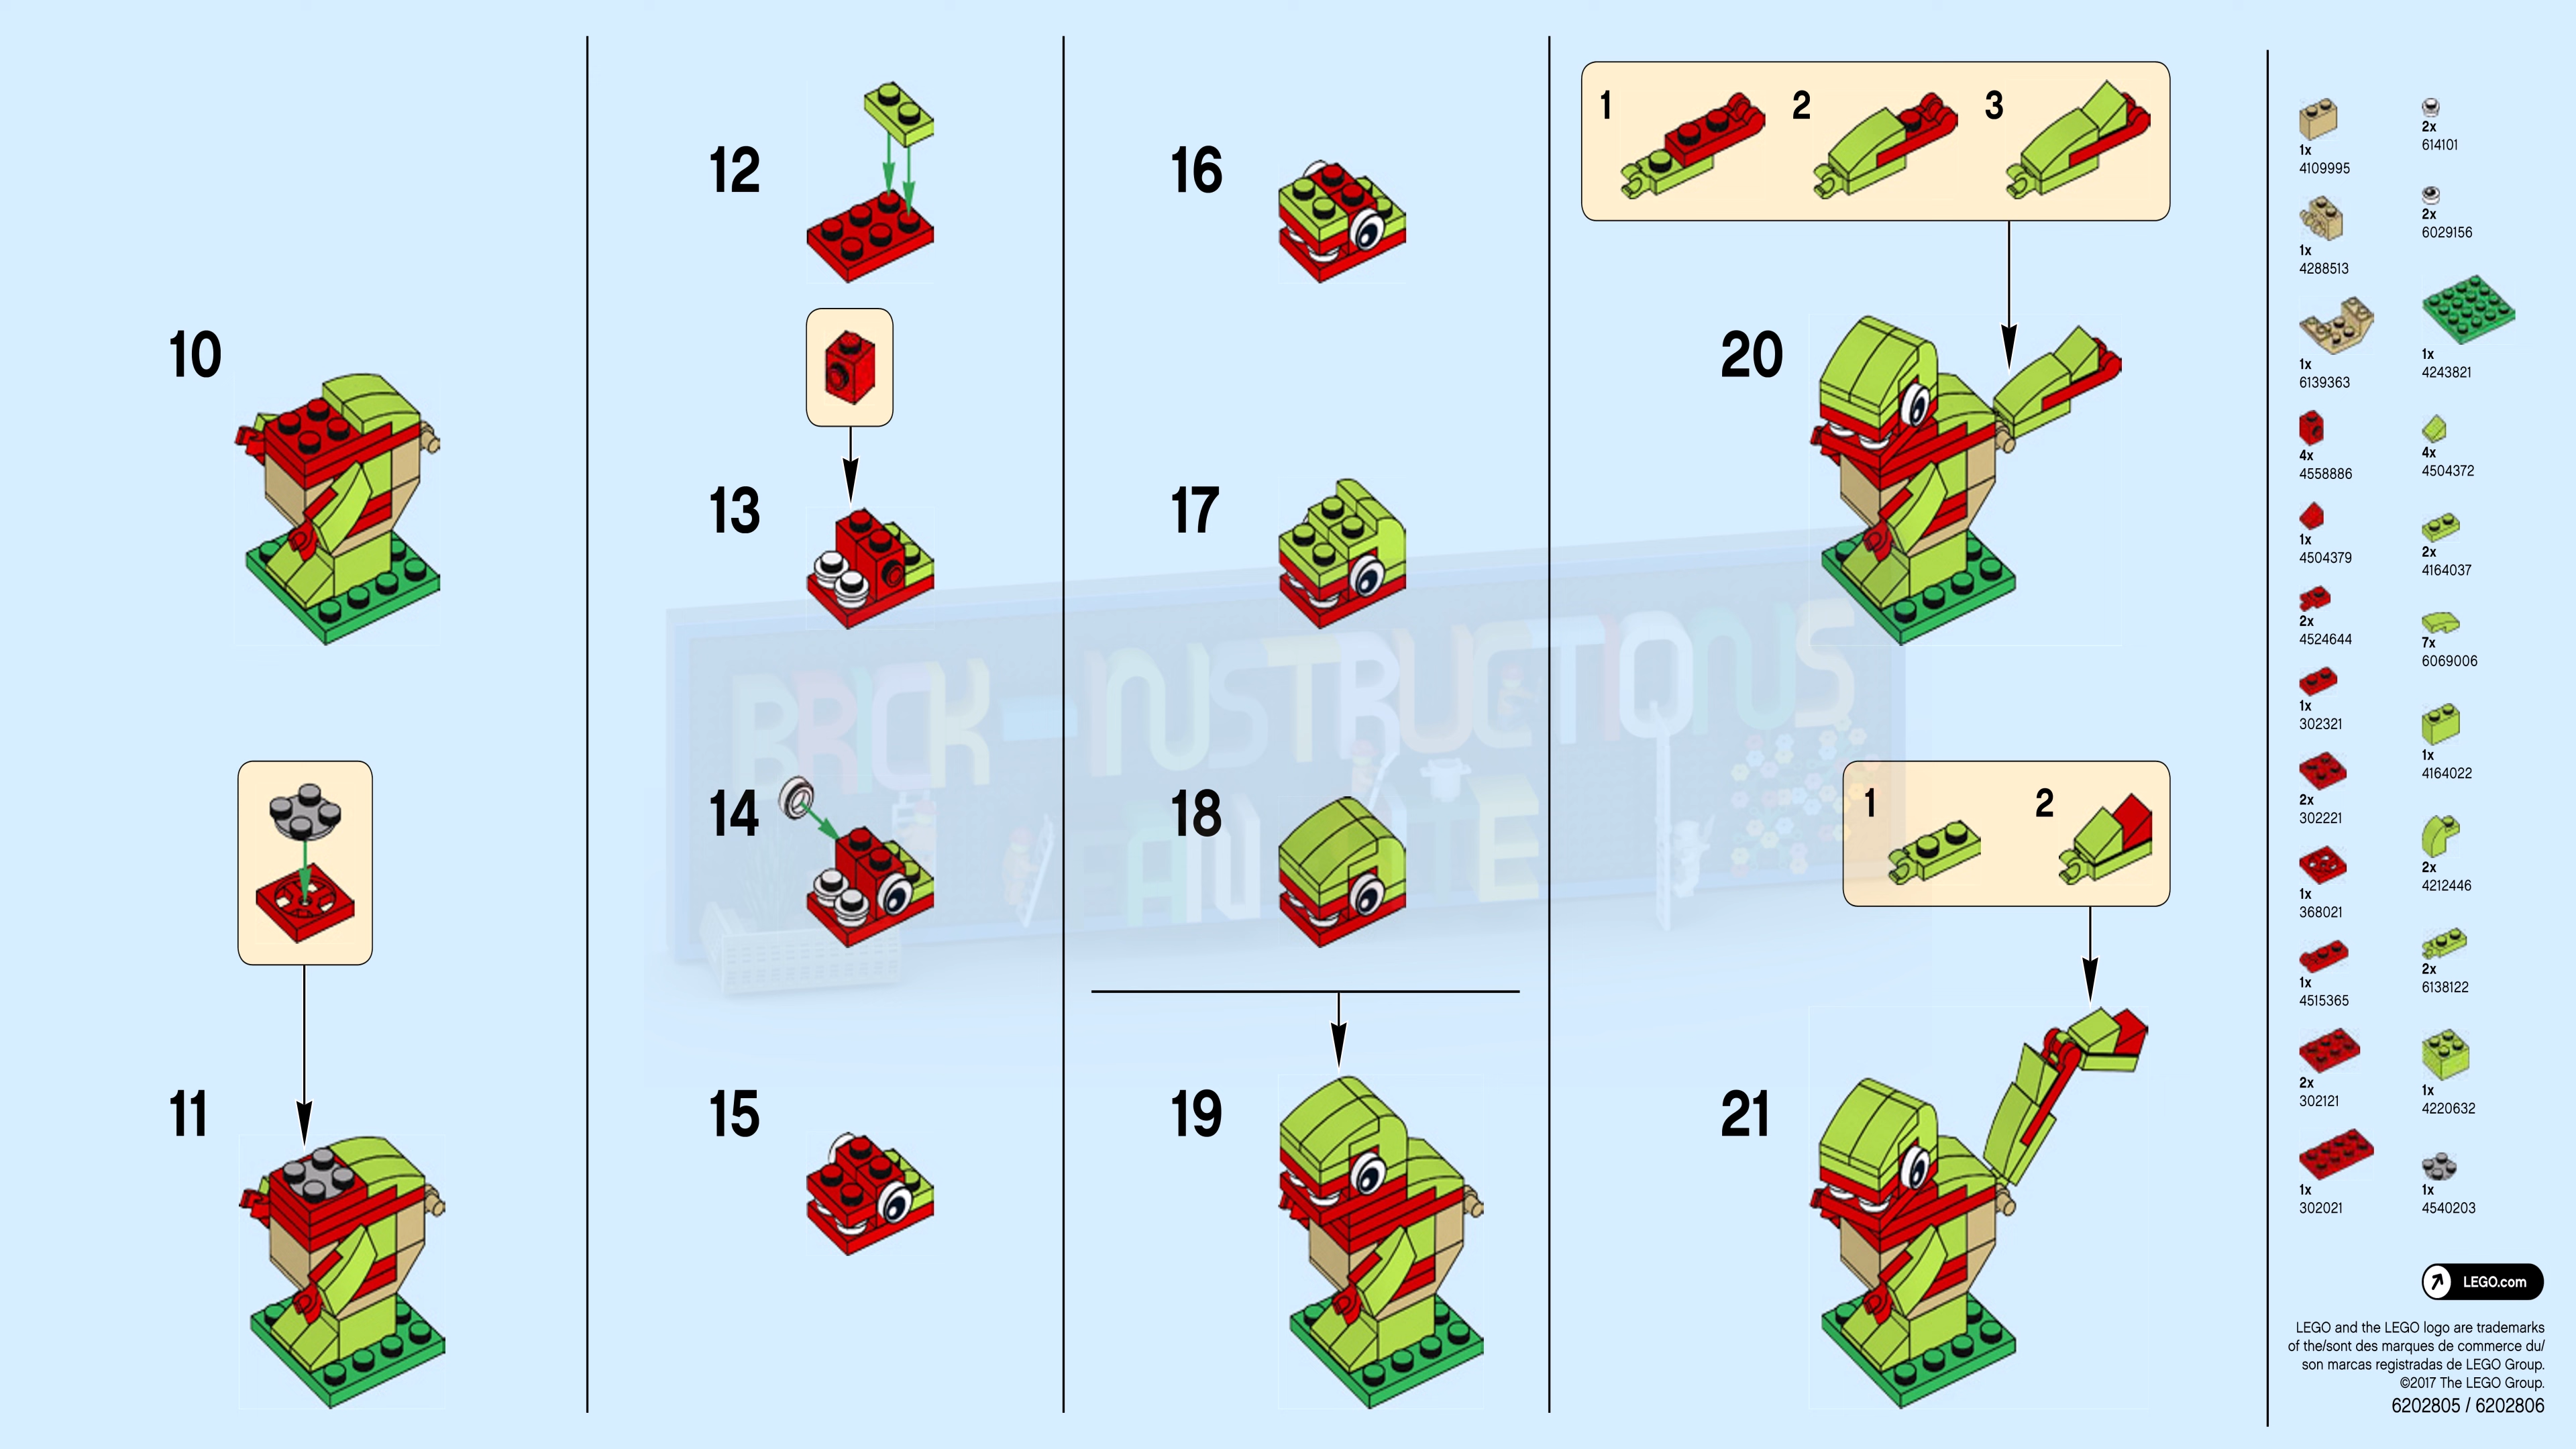 10
11
12
13
14
15
16
17
18
19
1
2
3
20
1
2
21
1x
4109995
1x
4288513
1x
6139363
4x
4558886
1x
4504379
2x
4524644
1x
302321
2x
302221
1x
368021
1x
4515365
2x
302121
1x
302021
2x
614101
2x
6029156
1x
4243821
4x
4504372
2x
4164037
7x
6069006
1x
4164022
2x
4212446
2x
6138122
1x
4220632
1x
4540203
LEGO.com
LEGO and the LEGO logo are trademarks
of the/sont des marques de commerce du/
son marcas registradas de LEGO Group.
©2017 The LEGO Group.
6202805 / 6202806
BRICK-INSTRUCTIONS
FAN SITE